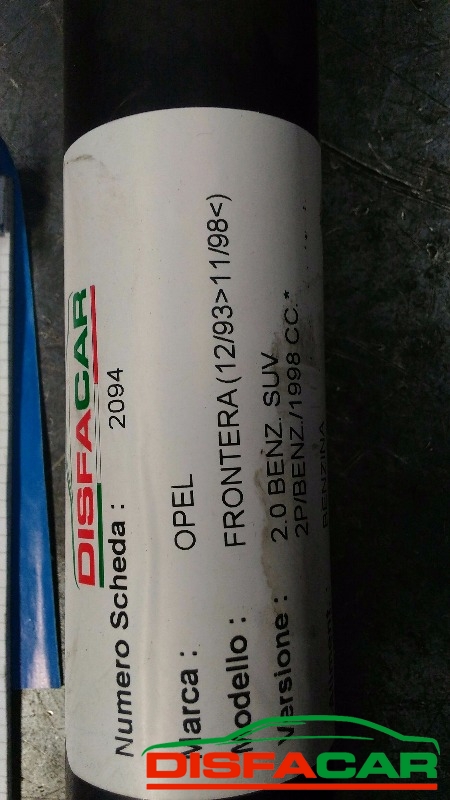 DISFACAR
Numero Scheda : 2094
Marca : OPEL
Modello : FRONTERA (12/93>11/98<)
Versione : 2.0 BENZ. SUV
2P/BENZ./1998 CC.*
BENZINA
DISFACAR